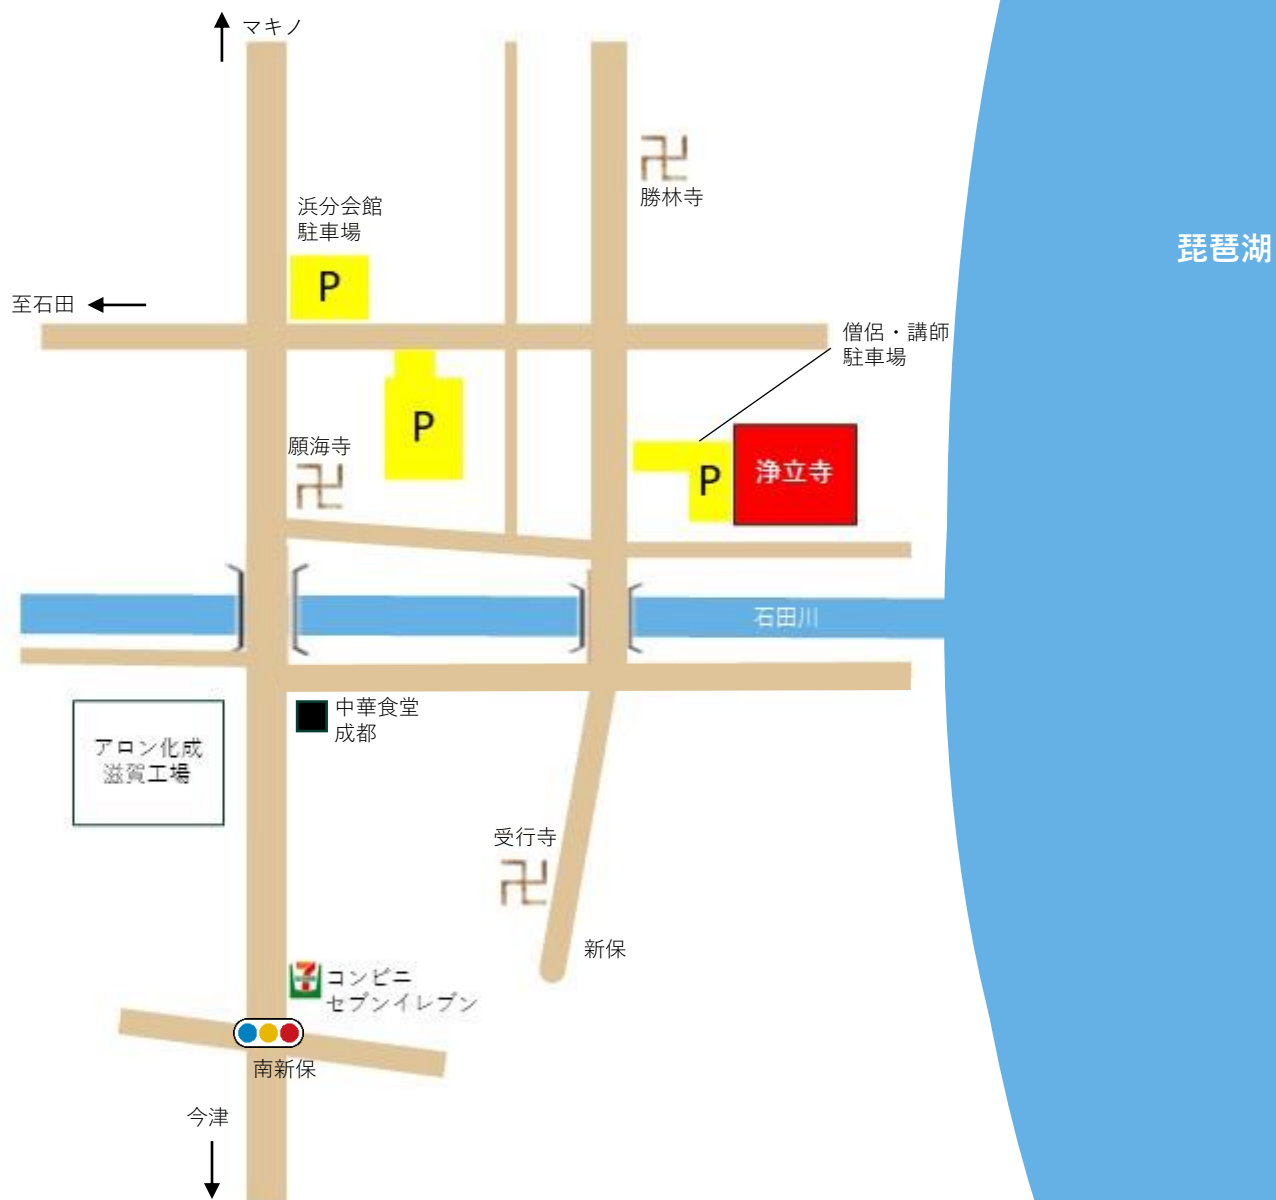 マキノ
勝林寺
浜分会館
駐車場
琵琶湖
P
至石田
僧侶・講師
駐車場
P
願海寺
P
浄立寺
石田川
中華食堂
成都
アロン化成
滋賀工場
受行寺
新保
コンビニ
セブンイレブン
南新保
今津